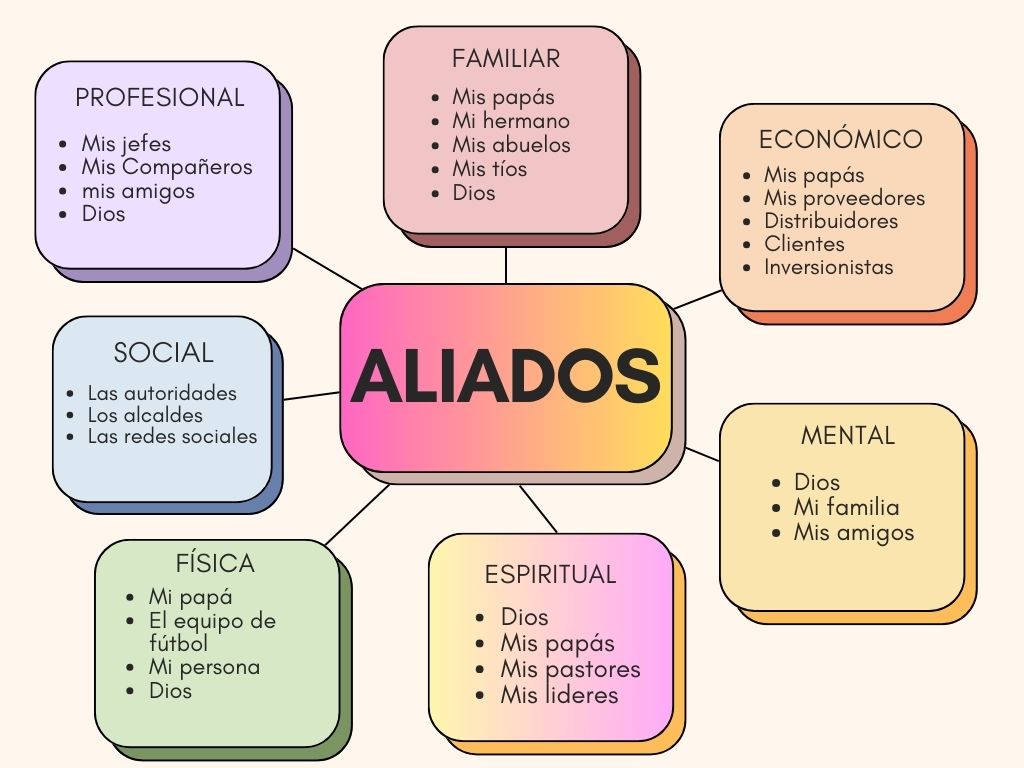 FAMILIAR
• Mis papás
• Mi hermano
• Mis abuelos
• Mis tíos
• Dios
PROFESIONAL
• Mis jefes
• Mis Compañeros
• mis amigos
• Dios
ECONÓMICO
• Mis papás
• Mis proveedores
• Distribuidores
• Clientes
• Inversionistas
SOCIAL
• Las autoridades
• Los alcaldes
• Las redes sociales
ALIADOS
MENTAL
• Dios
• Mi familia
• Mis amigos
FÍSICA
• Mi papá
• El equipo de
fútbol
• Mi persona
• Dios
ESPIRITUAL
• Dios
• Mis papás
• Mis pastores
• Mis lideres